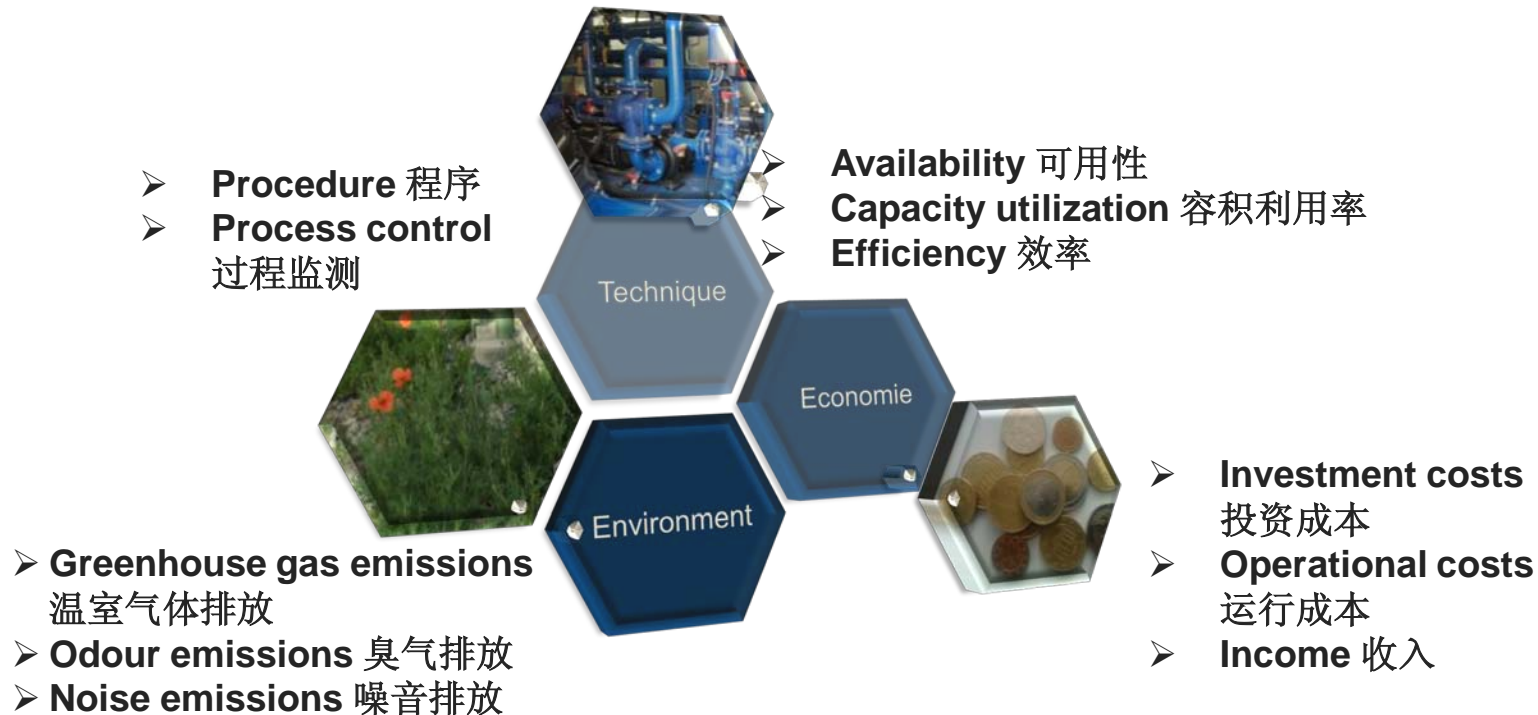 Procedure 程序
Process control
过程监测
Availability 可用性
Capacity utilization 容积利用率
Efficiency 效率
Technique
Economie
Environment
Greenhouse gas emissions
温室气体排放
Odour emissions 臭气排放
Noise emissions 噪音排放
Investment costs
投资成本
Operational costs
运行成本
Income 收入